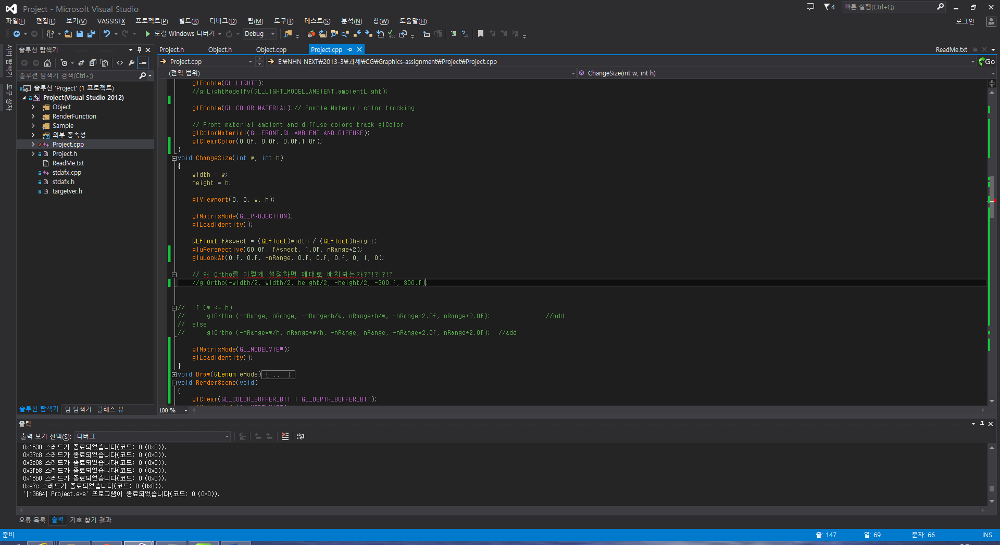 Project - Microsoft Visual Studio
4
빠른 실행(Ctrl+Q)
파일(F) 편집(E) 보기(V) VASSISTX 프로젝트(P) 빌드(B) 디버그(D) 팀(M) 도구(T) 테스트(S) 분석(N) 창(W) 도움말(H)
로그인
로컬 Windows 디버거
Debug
서버 탐색기
도구 상자
솔루션 탐색기
솔루션 탐색기 검색(Ctrl+;)
솔루션 'Project' (1 프로젝트)
Project(Visual Studio 2012)
Object
RenderFunction
Sample
외부 종속성
Project.cpp
Project.h
ReadMe.txt
stdafx.cpp
stdafx.h
targetver.h
솔루션 탐색기 팀 탐색기 클래스 뷰
Project.h Object.h Object.cpp Project.cpp ReadMe.txt
Project.cpp
E:₩NHN NEXT₩2013-3₩과제₩CG₩Graphics-assignment₩Project₩Project.cpp
Go
(전역 범위)
ChangeSize(int w, int h)
glEnable(GL_LIGHT0);
//glLightModelfv(GL_LIGHT_MODEL_AMBIENT,ambientLight);
glEnable(GL_COLOR_MATERIAL);// Enable Material color tracking
// Front material ambient and diffuse colors track glColor
glColorMaterial(GL_FRONT,GL_AMBIENT_AND_DIFFUSE);
glClearColor(0.0f, 0.0f, 0.0f,1.0f);
}
void ChangeSize(int w, int h)
{
width = w;
height = h;
glViewport(0, 0, w, h);
glMatrixMode(GL_PROJECTION);
glLoadIdentity();
GLfloat fAspect = (GLfloat)width / (GLfloat)height;
gluPerspective(60.0f, fAspect, 1.0f, nRange*2);
gluLookAt(0.f, 0.f, -nRange, 0.f, 0.f, 0.f, 0, 1, 0);
// 왜 Ortho를 이렇게 설정하면 제대로 배치되는가??!?!?!?
//glOrtho(-width/2, width/2, height/2, -height/2, -300.f, 300.f);
// if (w <= h)
// glOrtho (-nRange, nRange, -nRange*h/w, nRange*h/w, -nRange*2.0f, nRange*2.0f); //add
// else
// glOrtho (-nRange*w/h, nRange*w/h, -nRange, nRange, -nRange*2.0f, nRange*2.0f); //add
glMatrixMode(GL_MODELVIEW);
glLoadIdentity();
}
void Draw(GLenum eMode){ ... }
void RenderScene(void)
{
glClear(GL_COLOR_BUFFER_BIT | GL_DEPTH_BUFFER_BIT);
100 %
출력
출력 보기 선택(S): 디버그
0x1530 스레드가 종료되었습니다(코드: 0 (0x0)).
0x37c8 스레드가 종료되었습니다(코드: 0 (0x0)).
0x3e08 스레드가 종료되었습니다(코드: 0 (0x0)).
0x3fb8 스레드가 종료되었습니다(코드: 0 (0x0)).
0x16b0 스레드가 종료되었습니다(코드: 0 (0x0)).
0xe7c 스레드가 종료되었습니다(코드: 0 (0x0)).
'[13664] Project.exe' 프로그램이 종료되었습니다(코드: 0 (0x0)).
오류 목록 출력 기호 찾기 결과
준비
줄: 147 열: 69 문자: 66 INS